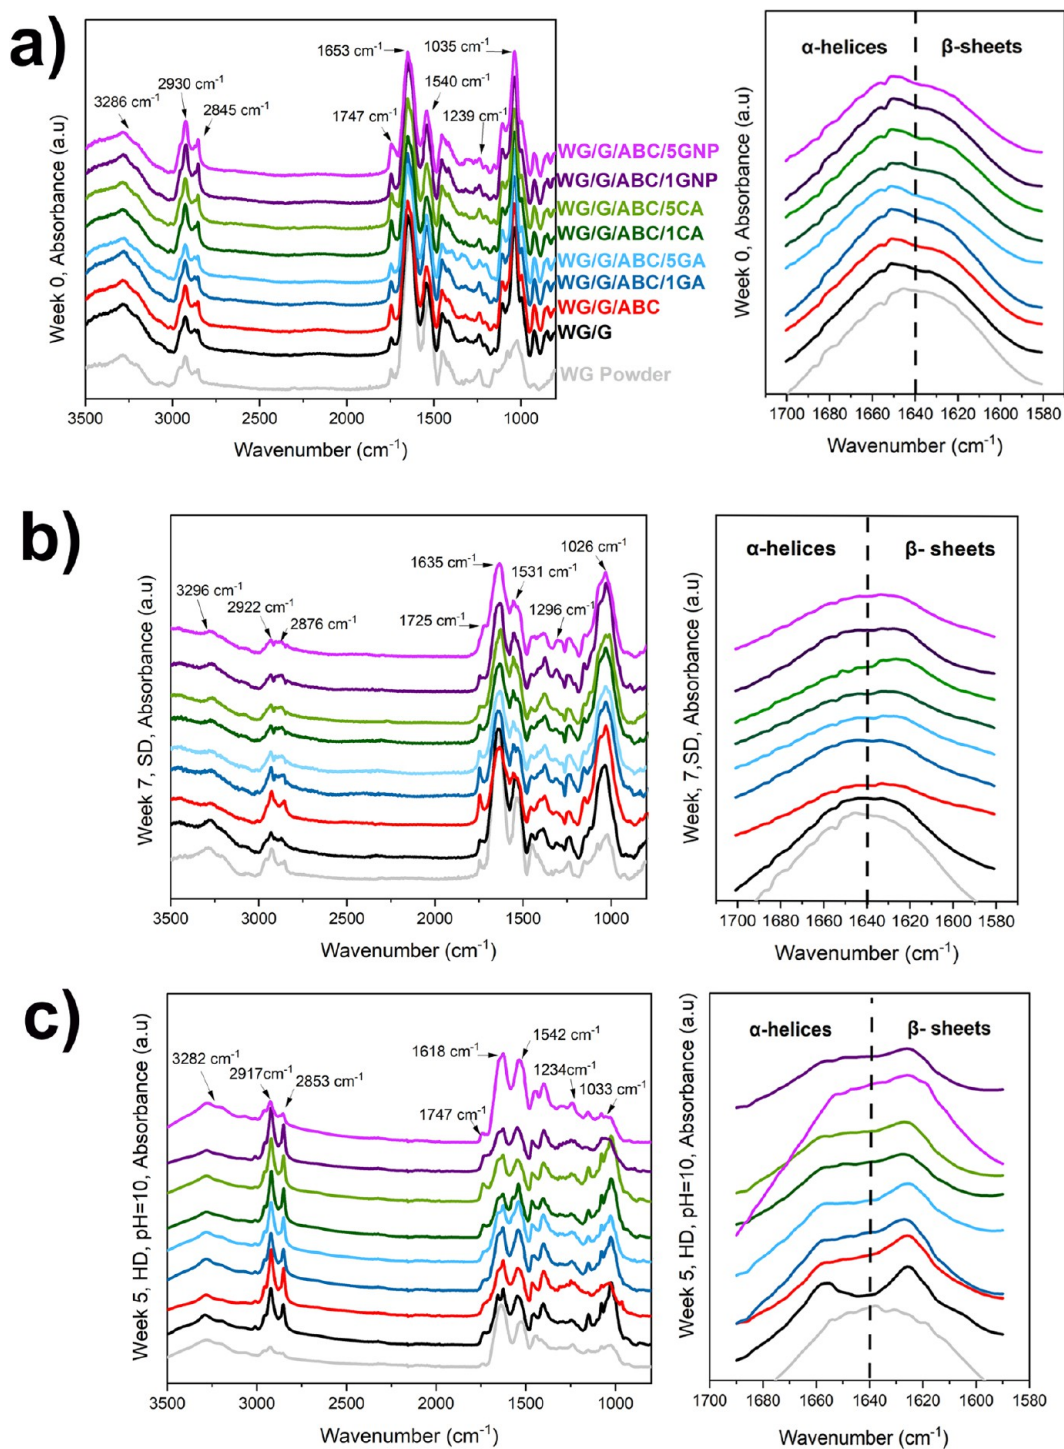 a)
Week 0, Absorbance (a.u)
3286 cm-1
2930 cm-1
2845 cm-1
1653 cm-1
1747 cm-1
1035 cm-1
1540 cm-1
1239 cm-1
WG/G/ABC/5GNP
WG/G/ABC/1GNP
WG/G/ABC/5CA
WG/G/ABC/1CA
WG/G/ABC/5GA
WG/G/ABC/1GA
WG/G/ABC
WG/G
WG Powder
3500 3000 2500 2000 1500 1000
Wavenumber (cm-1)
Week 0, Absorbance (a.u)
α-helices β-sheets
1700 1680 1660 1640 1620 1600 1580
Wavenumber (cm-1)
b)
Week 7, SD, Absorbance (a.u)
3296 cm-1
2922 cm-1
2876 cm-1
1635 cm-1
1725 cm-1
1531 cm-1
1026 cm-1
1296 cm-1
3500 3000 2500 2000 1500 1000
Wavenumber (cm-1)
Week, 7,SD, Absorbance (a.u)
α-helices β- sheets
1700 1680 1660 1640 1620 1600 1580
Wavenumber (cm-1)
c)
Week 5, HD, pH=10, Absorbance (a.u)
3282 cm-1
2917cm-1
2853 cm-1
1618 cm-1
1747 cm-1
1542 cm-1
1234cm-1
1033 cm-1
3500 3000 2500 2000 1500 1000
Wavenumber (cm-1)
Week 5, HD, pH=10, Absorbance (a.u)
α-helices β- sheets
1700 1680 1660 1640 1620 1600 1580
Wavenumber (cm-1)